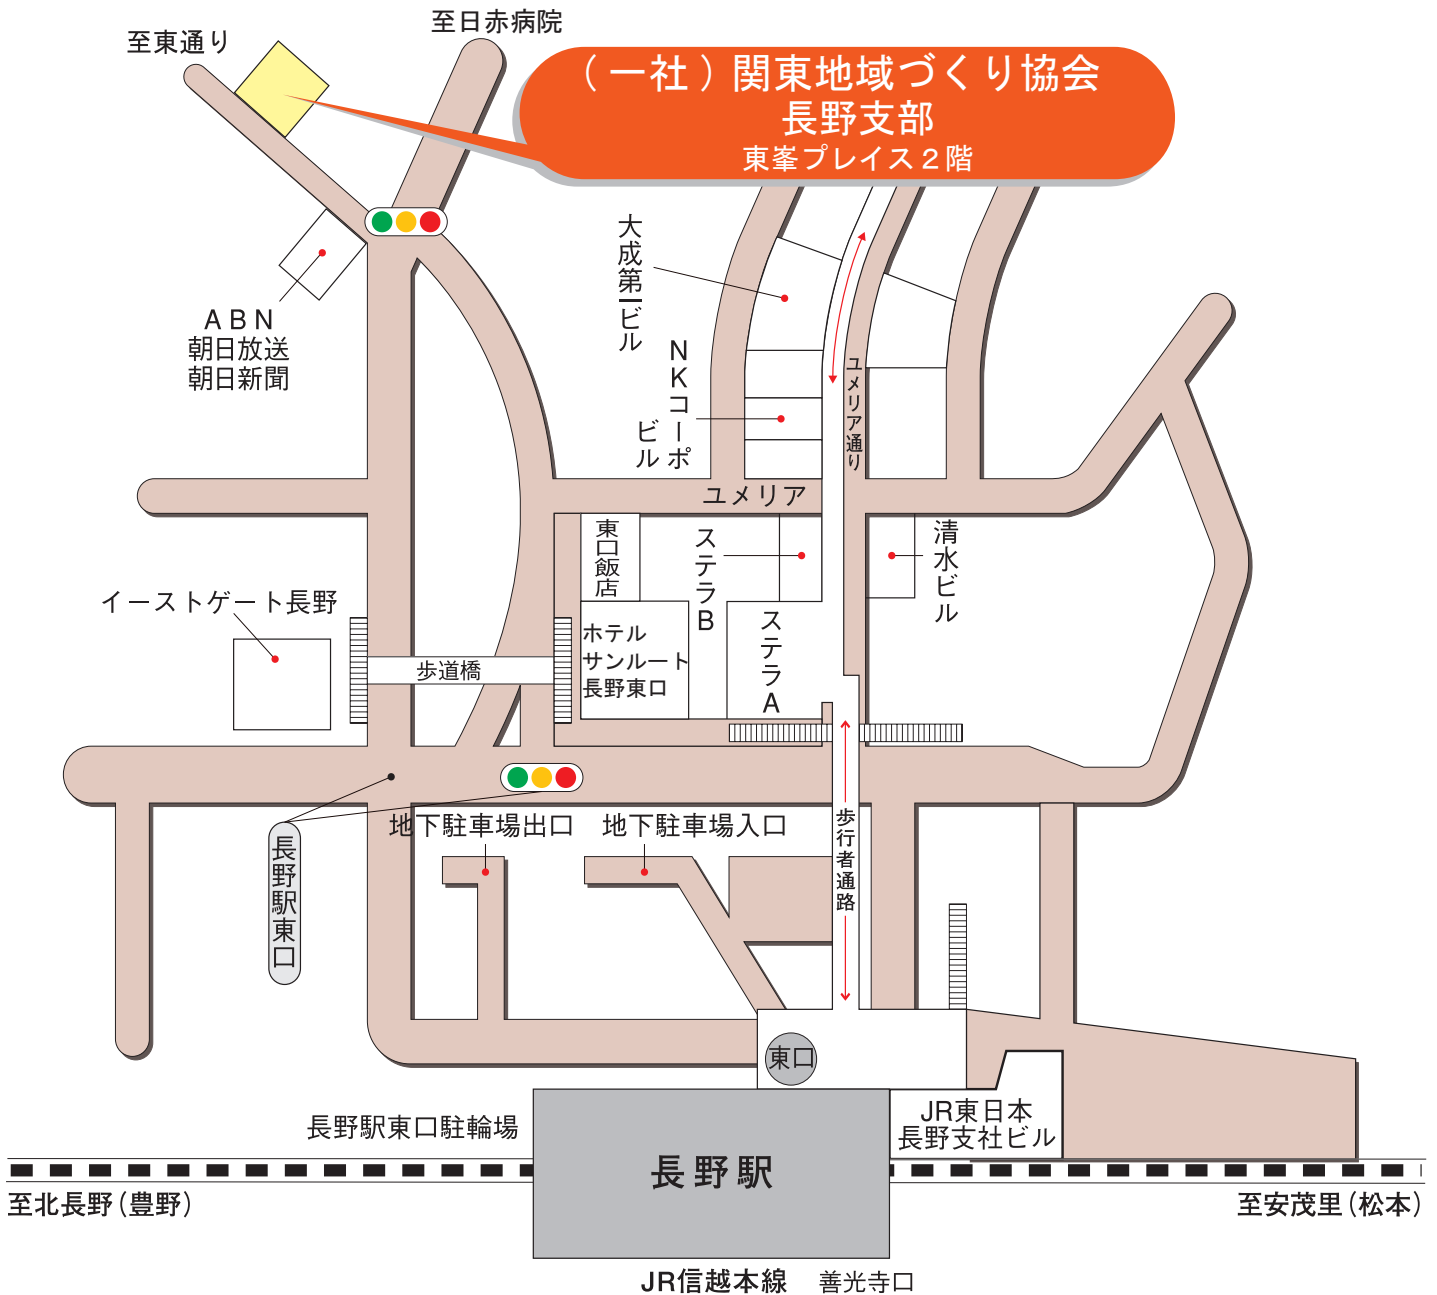 至日赤病院
至東通り
（一社）関東地域づくり協会
長野支部
東峯プレイス２階
大成第一ビル
ＡＢＮ
朝日放送
朝日新聞
ＮＫコーポ
ビル
ユメリア通り
ユメリア
東口飯店
ステラＢ
清水ビル
イーストゲート長野
ホテル
サンルート
長野東口
ステラＡ
歩道橋
地下駐車場出口
地下駐車場入口
歩行者通路
長野駅東口
東口
JR東日本
長野支社ビル
長野駅東口駐輪場
長野駅
至北長野（豊野）
至安茂里（松本）
JR信越本線
善光寺口